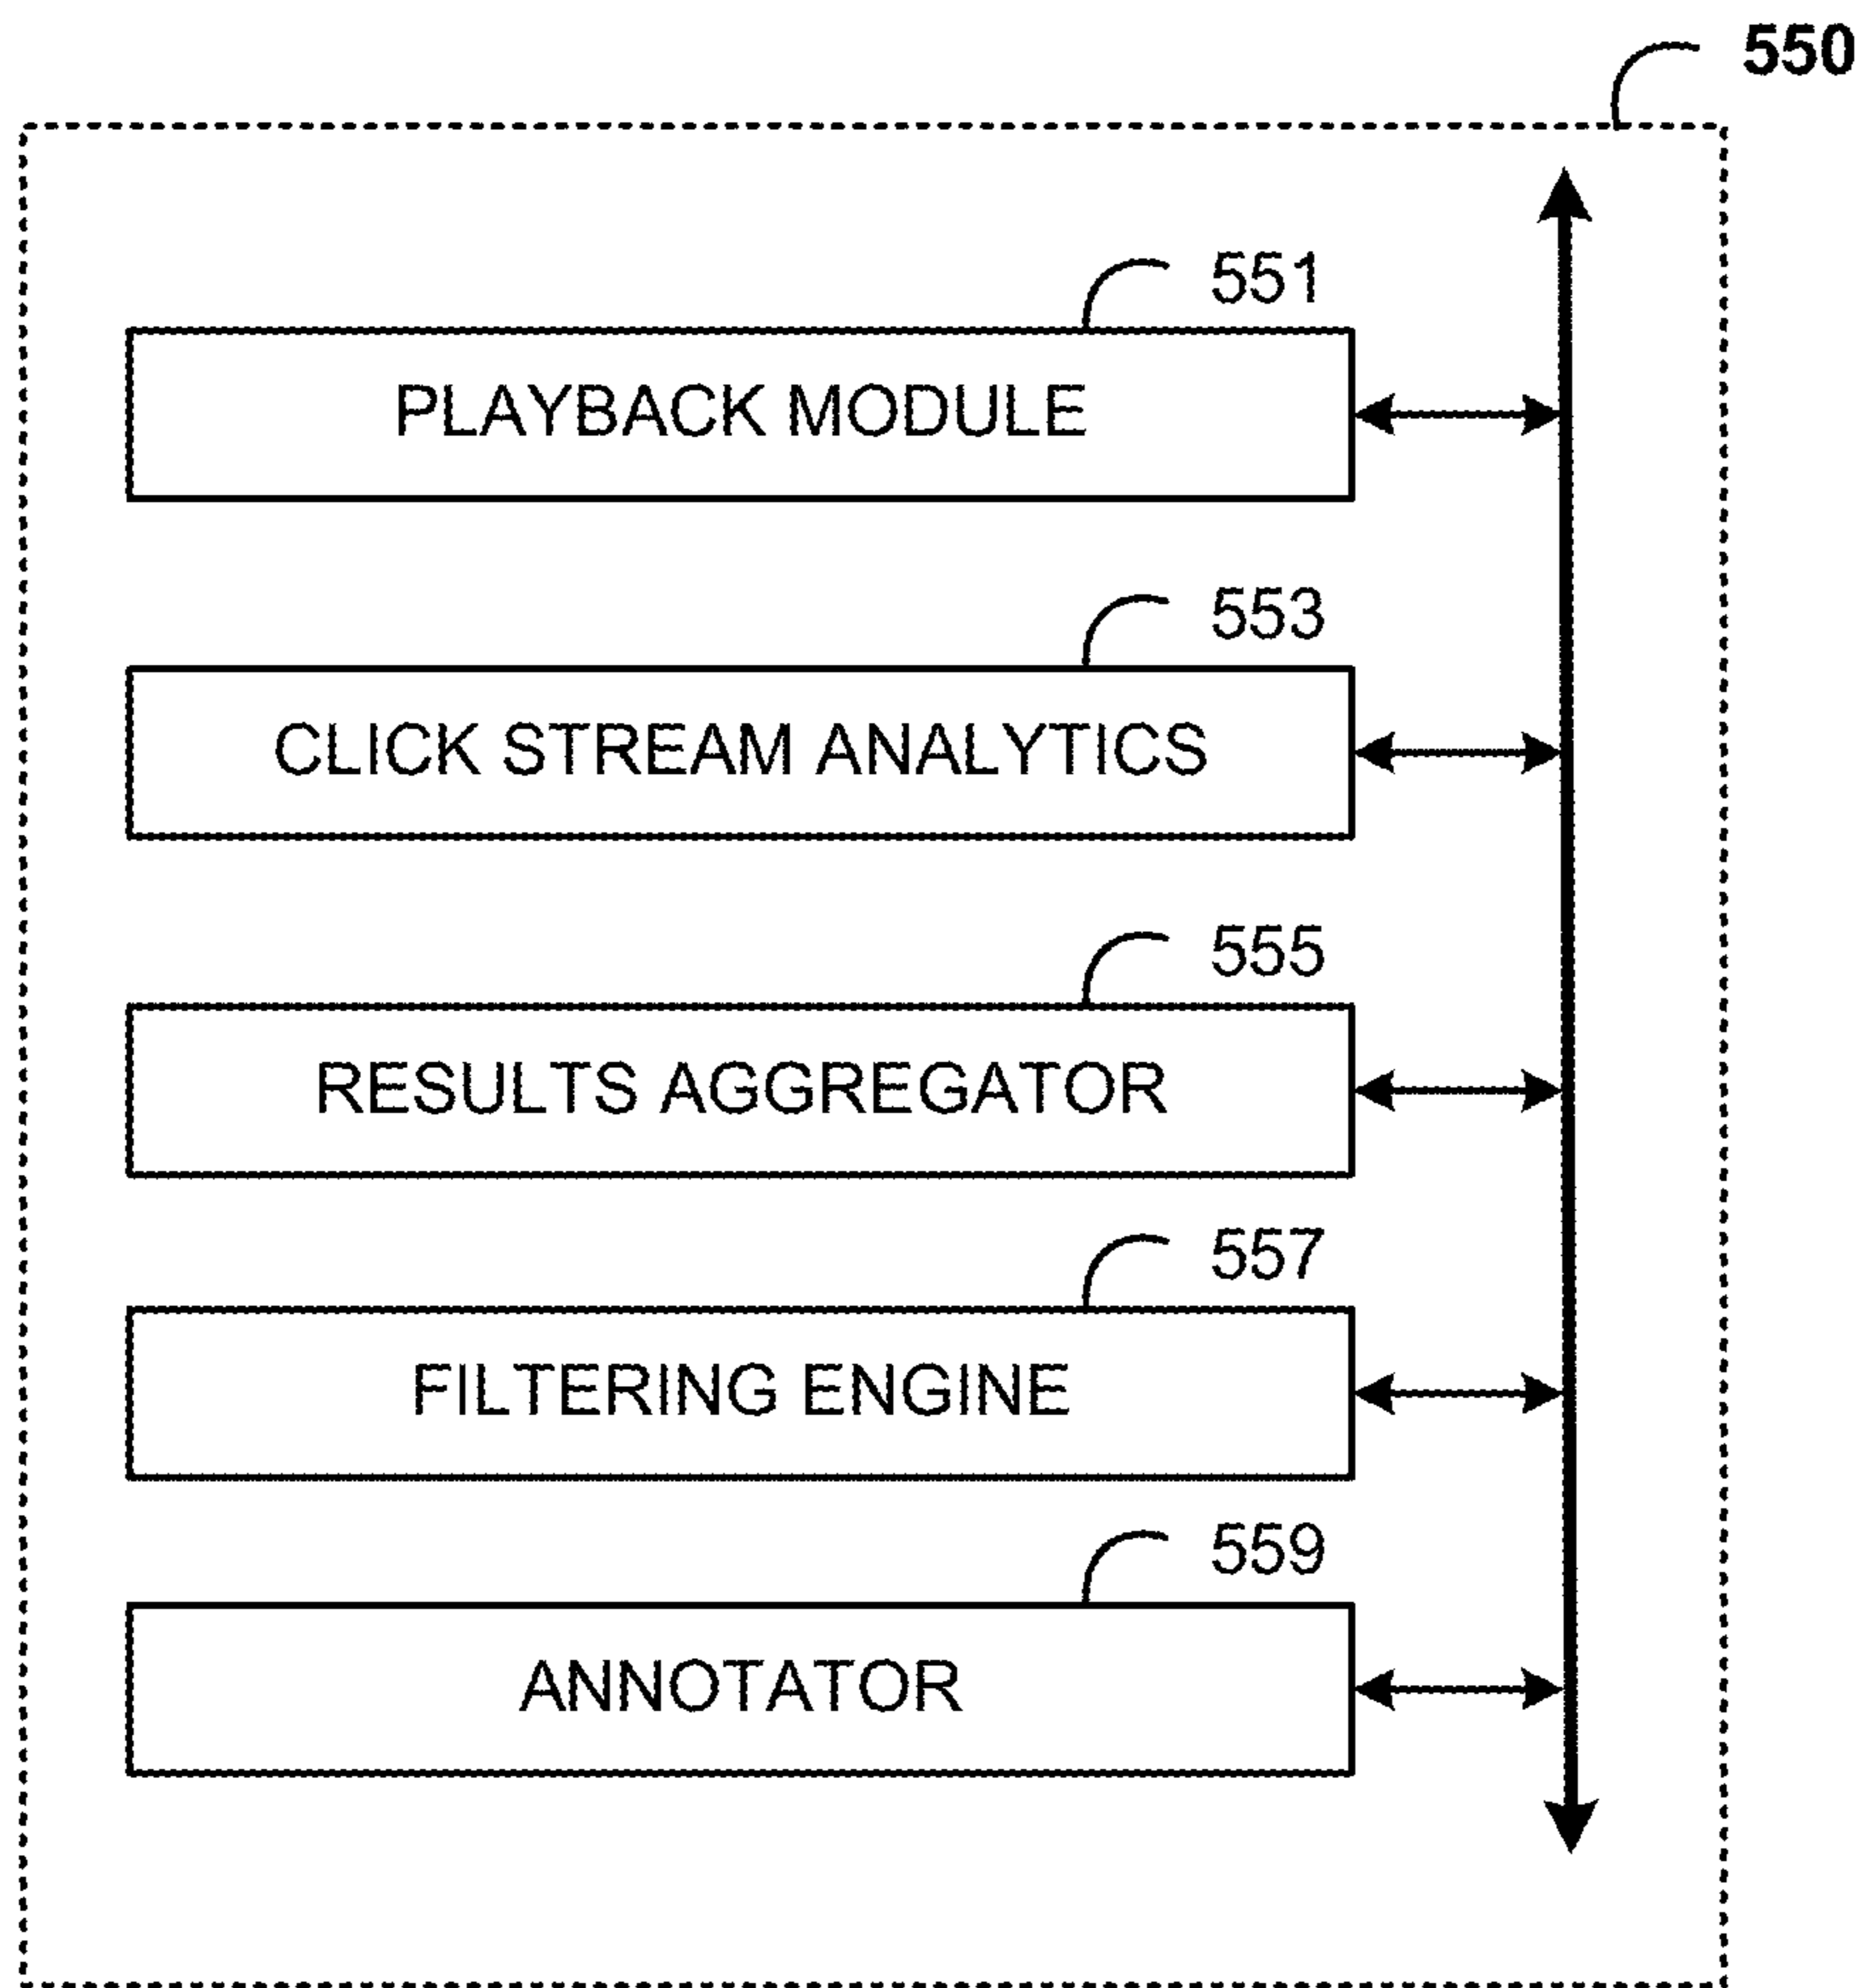 550
551
PLAYBACK MODULE
553
CLICK STREAM ANALYTICS
555
RESULTS AGGREGATOR
557
FILTERING ENGINE
559
ANNOTATOR